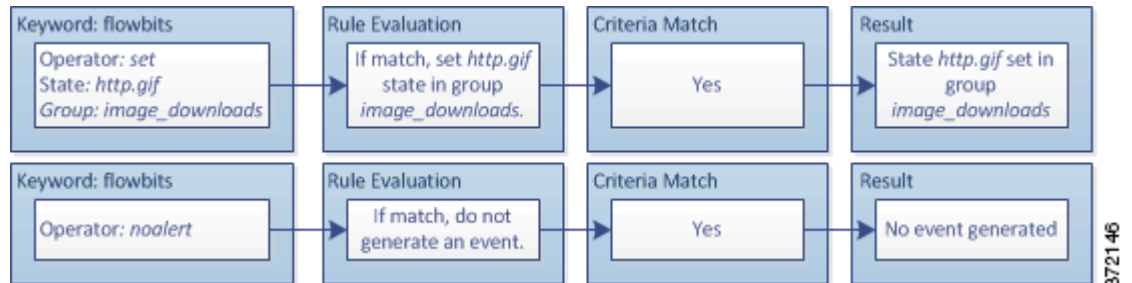 Keyword: flowbits
Operator: set
State: http.gif
Group: image_downloads
Rule Evaluation
If match, set http.gif
state in group
image_downloads.
Criteria Match
Yes
Result
State http.gif set in
group
image_downloads
Keyword: flowbits
Operator: noalert
Rule Evaluation
If match, do not
generate an event.
Criteria Match
Yes
Result
No event generated
372146